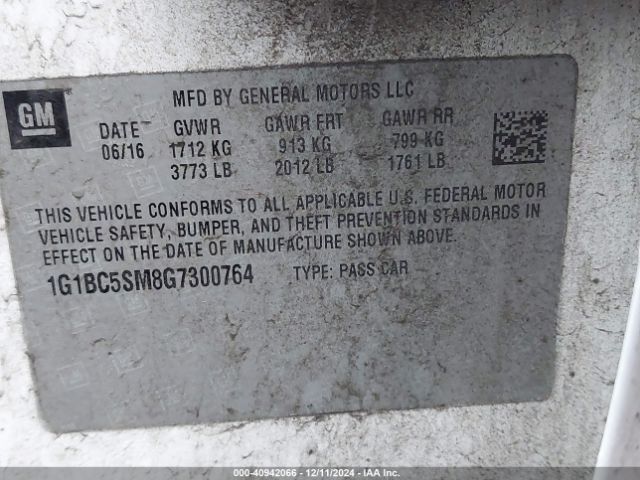 GM
MFD BY GENERAL MOTORS LLC
DATE GVWR GAWR FRT GAWR RR
06/16 1712 KG 913 KG 799 KG
3773 LB 2012 LB 1761 LB
THIS VEHICLE CONFORMS TO ALL APPLICABLE U.S. FEDERAL MOTOR
VEHICLE SAFETY, BUMPER, AND THEFT PREVENTION STANDARDS IN
EFFECT ON THE DATE OF MANUFACTURE SHOWN ABOVE.
1G1BC5SM8G7300764 TYPE: PASS CAR
000-40942066 - 12/11/2024 - IAA Inc.